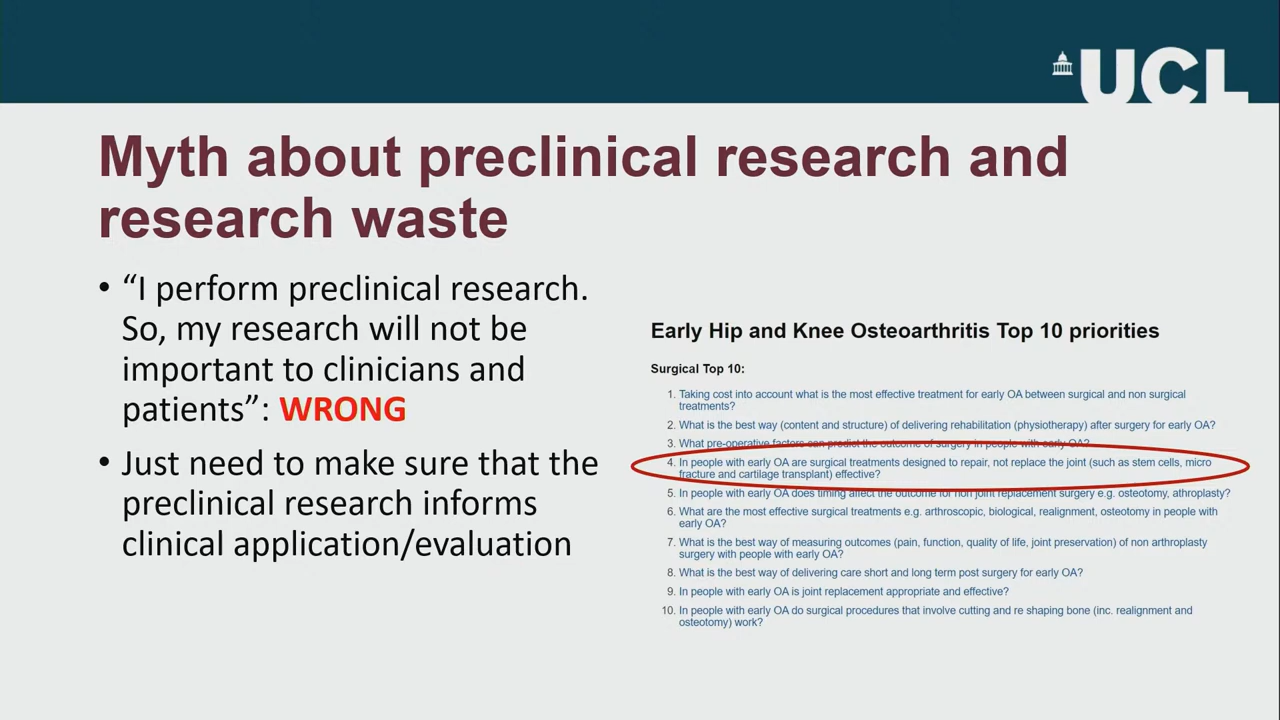 UCL
Myth about preclinical research and
research waste
• “I perform preclinical research.
So, my research will not be
important to clinicians and
patients”: WRONG
• Just need to make sure that the
preclinical research informs
clinical application/evaluation
Early Hip and Knee Osteoarthritis Top 10 priorities
Surgical Top 10:
1. Taking cost into account what is the most effective treatment for early OA between surgical and non surgical
treatments?
2. What is the best way (content and structure) of delivering rehabilitation (physiotherapy) after surgery for early OA?
3. What pre-operative factors can predict the outcome of surgery in people with early OA?
4. In people with early OA are surgical treatments designed to repair, not replace the joint (such as stem cells, micro
fracture and cartilage transplant) effective?
5. In people with early OA does timing affect the outcome for non joint replacement surgery e.g. osteotomy, athroplasty?
6. What are the most effective surgical treatments e.g. arthroscopic, biological, realignment, osteotomy in people with
early OA?
7. What is the best way of measuring outcomes (pain, function, quality of life, joint preservation) of non arthroplasty
surgery with people with early OA?
8. What is the best way of delivering care short and long term post surgery for early OA?
9. In people with early OA is joint replacement appropriate and effective?
10. In people with early OA do surgical procedures that involve cutting and re shaping bone (inc. realignment and
osteotomy) work?